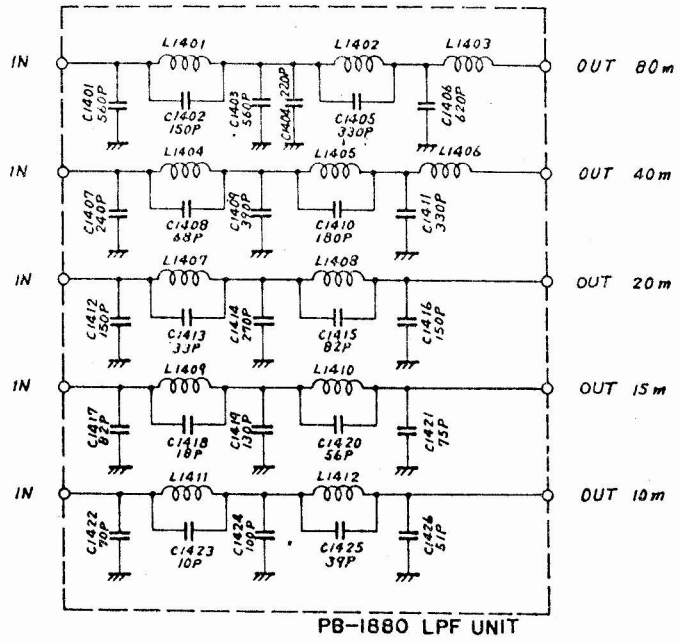 L1401
L1402
L1403
IN
OUT 80m
C1401
560P
C1402
150P
C1403
560P
C1404
220P
C1405
330P
C1406
620P
L1404
L1405
L1406
IN
OUT 40m
C1407
240P
C1408
68P
C1409
390P
C1410
180P
C1411
330P
L1407
L1408
IN
OUT 20m
C1412
150P
C1413
33P
C1414
270P
C1415
82P
C1416
150P
L1409
L1410
IN
OUT 15m
C1417
82P
C1418
18P
C1419
130P
C1420
56P
C1421
75P
L1411
L1412
IN
OUT 10m
C1422
70P
C1423
10P
C1424
100P
C1425
39P
C1426
51P
PB-1880 LPF UNIT